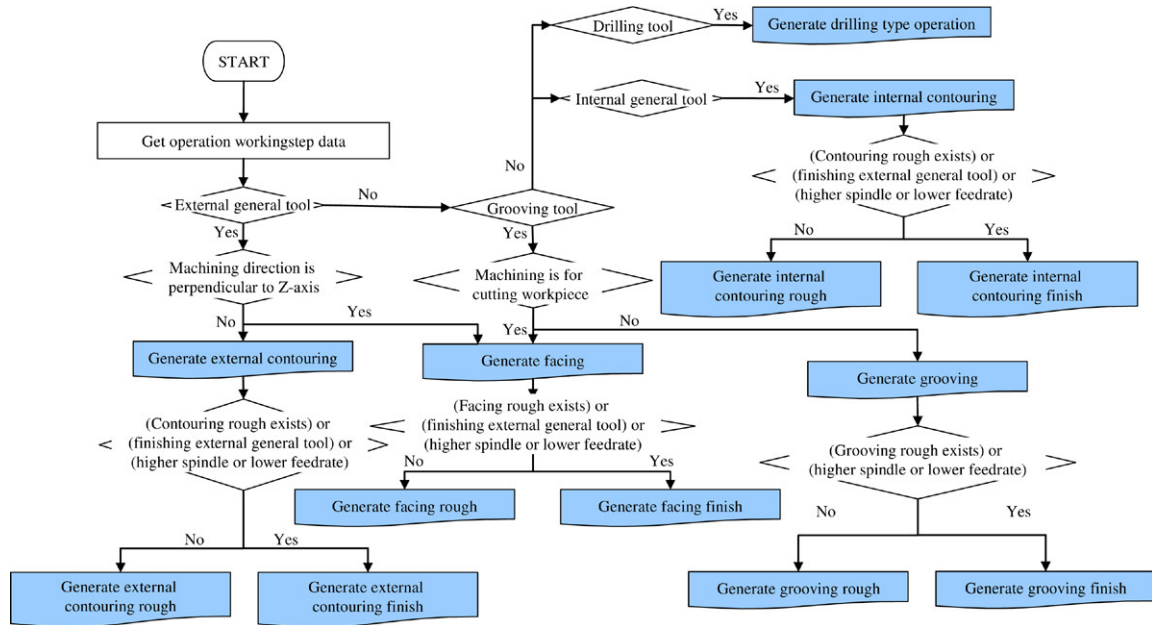 START
Get operation workingstep data
External general tool
No
Yes
Machining direction is
perpendicular to Z-axis
No
Yes
Generate external contouring
(Contouring rough exists) or
(finishing external general tool) or
(higher spindle or lower feedrate)
No
Yes
Generate external
contouring rough
Generate external
contouring finish
Grooving tool
No
Yes
Machining is for
cutting workpiece
Yes
No
Generate facing
(Facing rough exists) or
(finishing external general tool) or
(higher spindle or lower feedrate)
No
Yes
Generate facing rough
Generate facing finish
Generate grooving
(Grooving rough exists) or
(higher spindle or lower feedrate)
No
Yes
Generate grooving rough
Generate grooving finish
Drilling tool
Yes
Generate drilling type operation
Internal general tool
Yes
Generate internal contouring
(Contouring rough exists) or
(finishing external general tool) or
(higher spindle or lower feedrate)
No
Yes
Generate internal
contouring rough
Generate internal
contouring finish